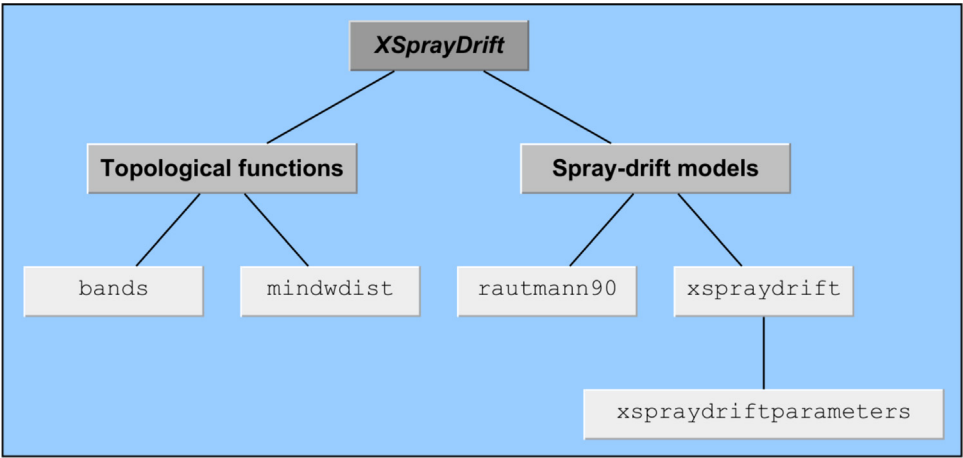 XSprayDrift
Topological functions
Spray-drift models
bands
mindwdist
rautmann90
xspraydrift
xspraydriftparameters